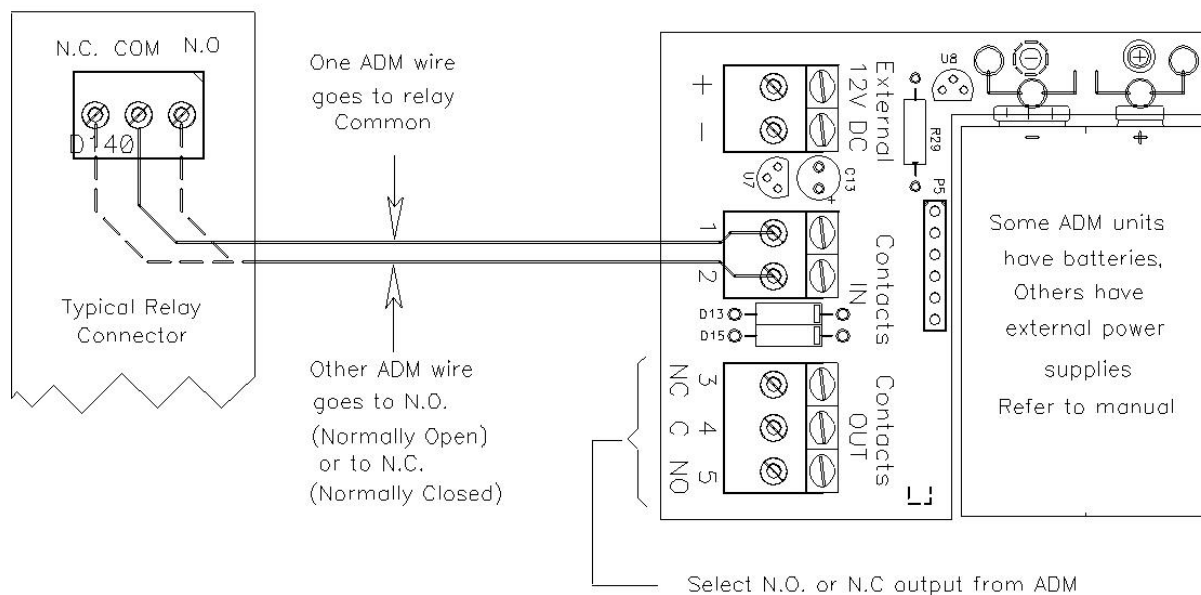 N.C. COM N.O
D140
Typical Relay
Connector
One ADM wire
goes to relay
Common
Other ADM wire
goes to N.O.
(Normally Open)
or to N.C.
(Normally Closed)
+
-
External
12V DC
U8
R29
U7
C13
+
P5
1
2
Contacts
IN
D13
D15
3
NC
4
C
5
NO
Contacts
OUT
-
+
-
+
Some ADM units
have batteries,
Others have
external power
supplies
Refer to manual
Select N.O. or N.C output from ADM